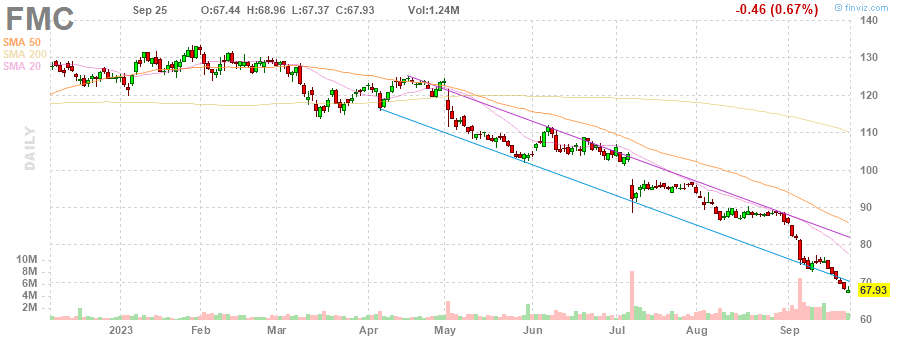 FMC
Sep 25 O:67.44 H:68.96 L:67.37 C:67.93 Vol:1.24M
-0.46 (0.67%)
© finviz.com
SMA 50
SMA 200
SMA 20
DAILY
140
130
120
110
100
90
80
70
67.93
60
10M
8M
6M
4M
2M
2023 Feb Mar Apr May Jun Jul Aug Sep